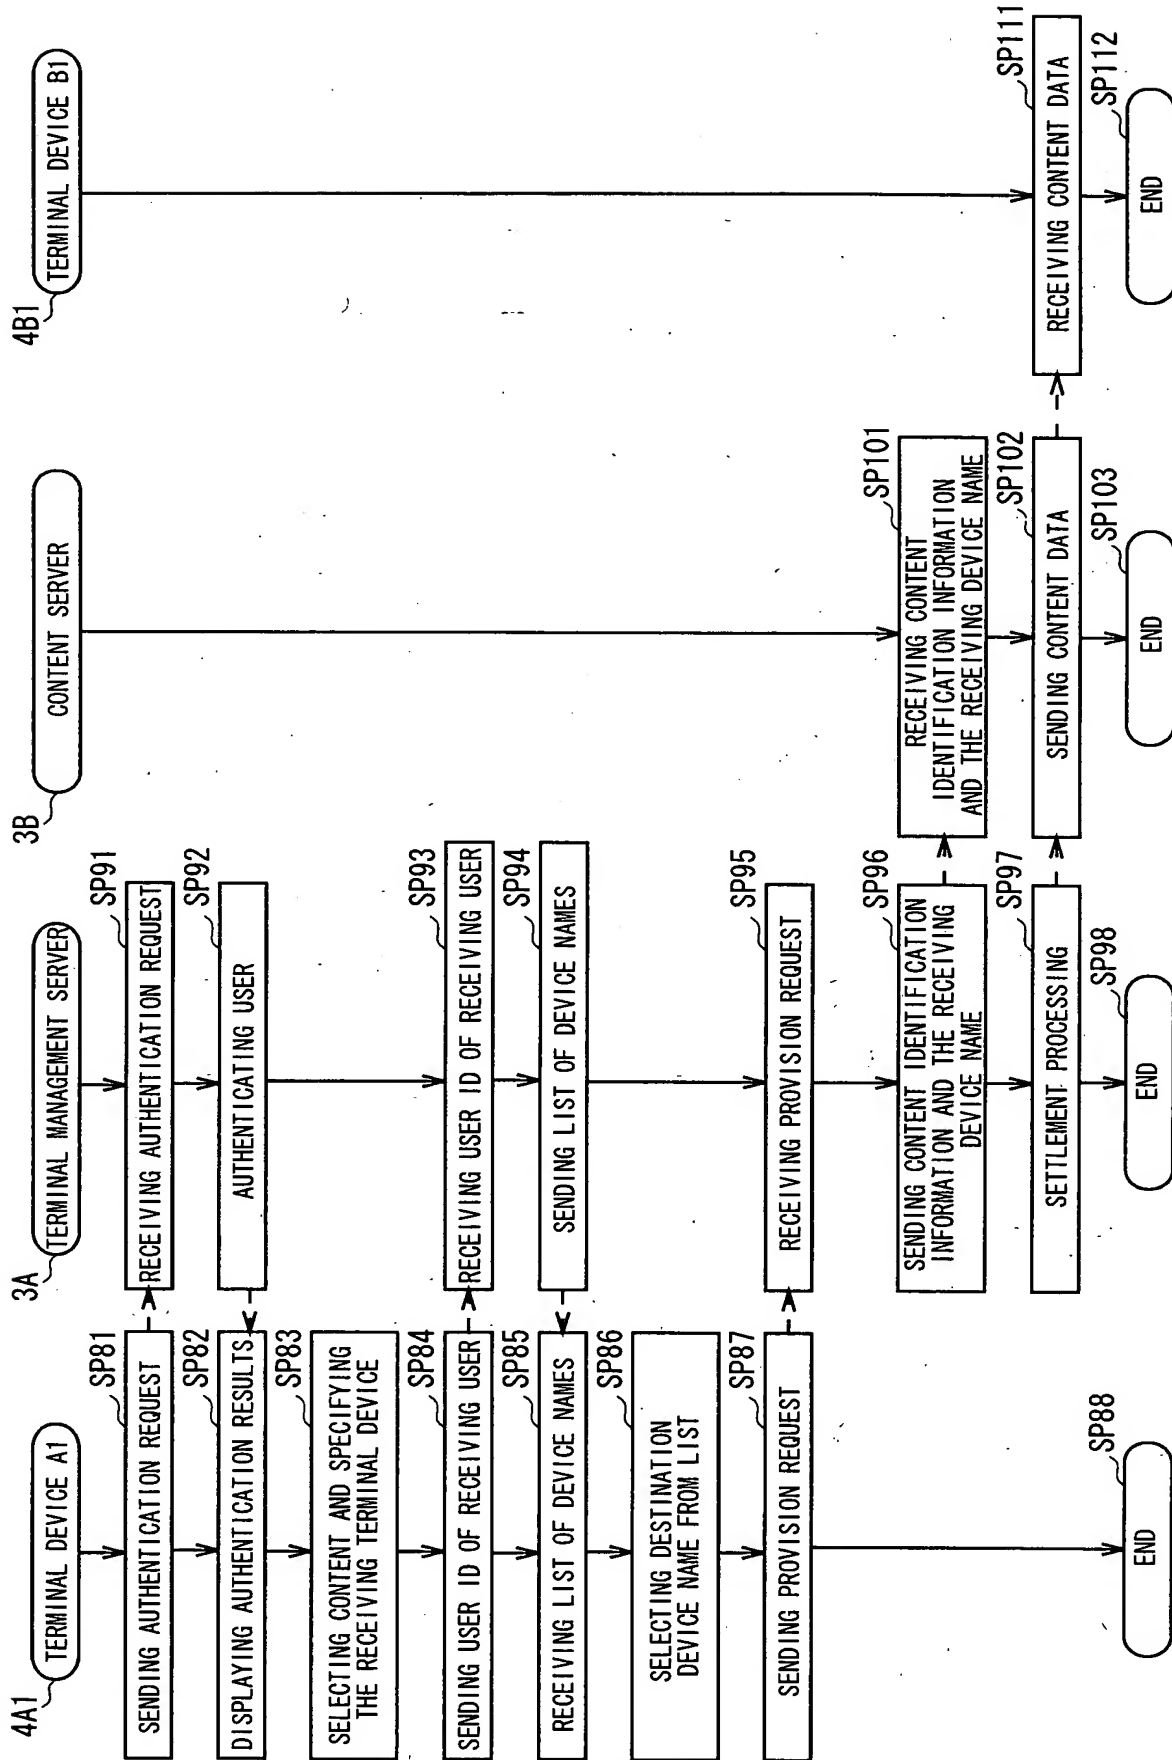 4A1
TERMINAL DEVICE A1
SP81
SENDING AUTHENTICATION REQUEST
SP82
DISPLAYING AUTHENTICATION RESULTS
SP83
SELECTING CONTENT AND SPECIFYING
THE RECEIVING TERMINAL DEVICE
SP84
SENDING USER ID OF RECEIVING USER
SP85
RECEIVING LIST OF DEVICE NAMES
SP86
SELECTING DESTINATION
DEVICE NAME FROM LIST
SP87
SENDING PROVISION REQUEST
SP88
END
3A
TERMINAL MANAGEMENT SERVER
SP91
RECEIVING AUTHENTICATION REQUEST
SP92
AUTHENTICATING USER
SP93
RECEIVING USER ID OF RECEIVING USER
SP94
SENDING LIST OF DEVICE NAMES
SP95
RECEIVING PROVISION REQUEST
SP96
SENDING CONTENT IDENTIFICATION
INFORMATION AND THE RECEIVING
DEVICE NAME
SP97
SETTLEMENT PROCESSING
SP98
END
3B
CONTENT SERVER
SP101
RECEIVING CONTENT
IDENTIFICATION INFORMATION
AND THE RECEIVING DEVICE NAME
SP102
SENDING CONTENT DATA
SP103
END
4B1
TERMINAL DEVICE B1
SP111
RECEIVING CONTENT DATA
SP112
END